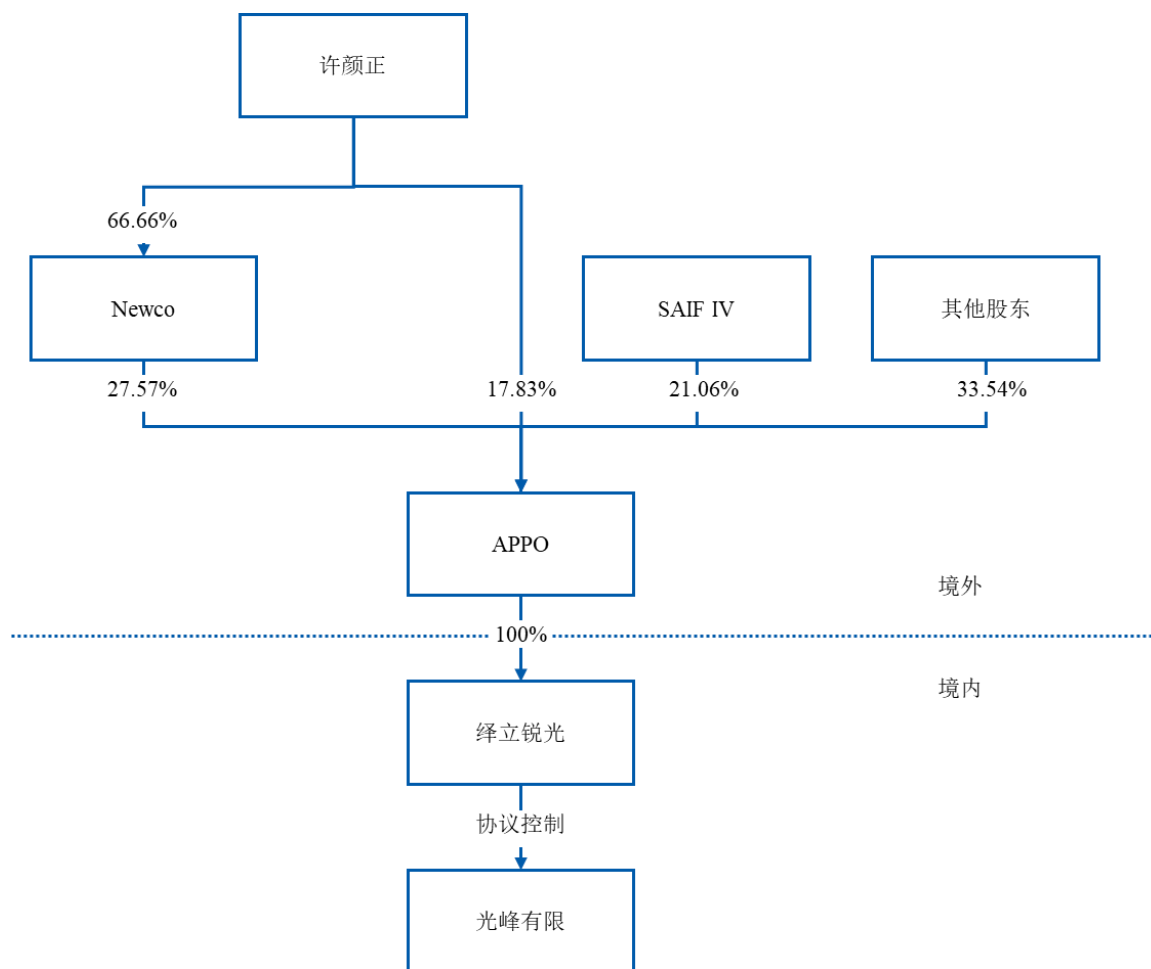 许颜正
66.66%
Newco
SAIF IV
其他股东
27.57%
17.83%
21.06%
33.54%
APPO
境外
100%
境内
绎立锐光
协议控制
光峰有限